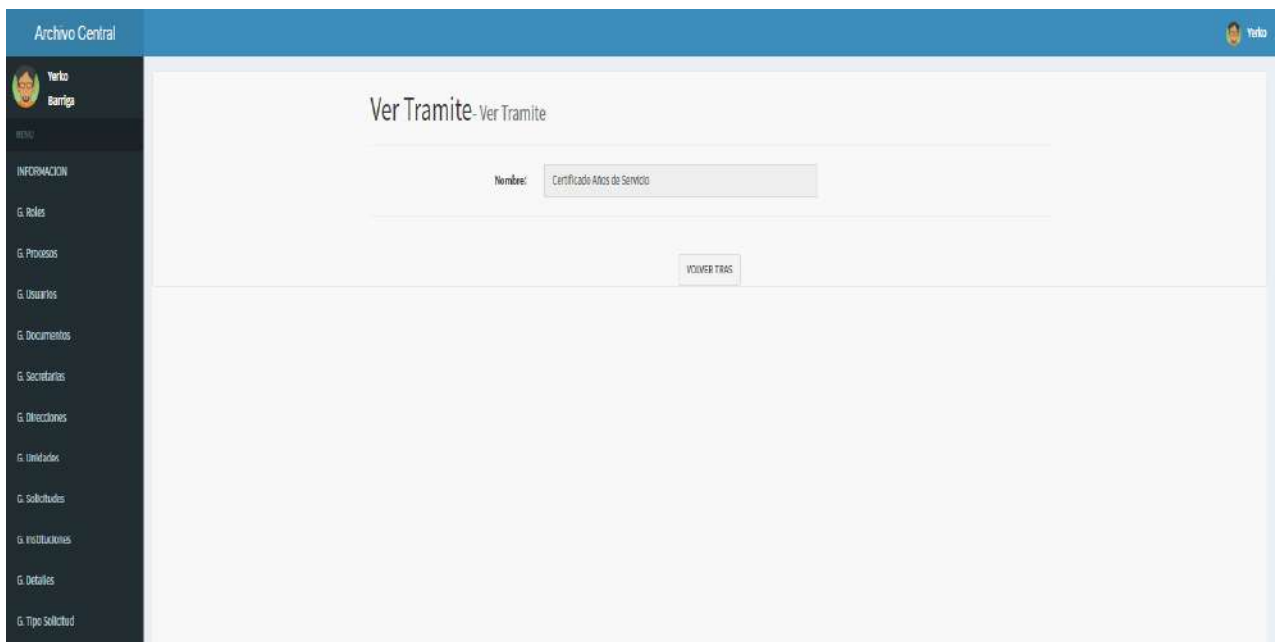 Archivo Central
Yerko
Yerko
Barriga
MENU
INFORMACION
G. Roles
G. Procesos
G. Usuarios
G. Documentos
G. Secretarias
G. Direcciones
G. Unidades
G. Solicitudes
G. Instituciones
G. Detalles
G. Tipo Solicitud
Ver Tramite- Ver Tramite
Nombre: Certificado Años de Servicio
VOLVER TRAS